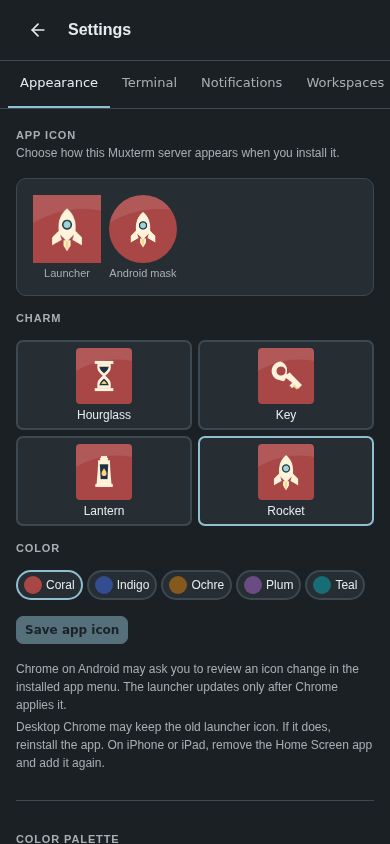 Settings
Appearance Terminal Notifications Workspaces
APP ICON
Choose how this Muxterm server appears when you install it.
Launcher Android mask
CHARM
Hourglass Key
Lantern Rocket
COLOR
Coral Indigo Ochre Plum Teal
Save app icon
Chrome on Android may ask you to review an icon change in the
installed app menu. The launcher updates only after Chrome
applies it.
Desktop Chrome may keep the old launcher icon. If it does,
reinstall the app. On iPhone or iPad, remove the Home Screen app
and add it again.
COLOR PALETTE